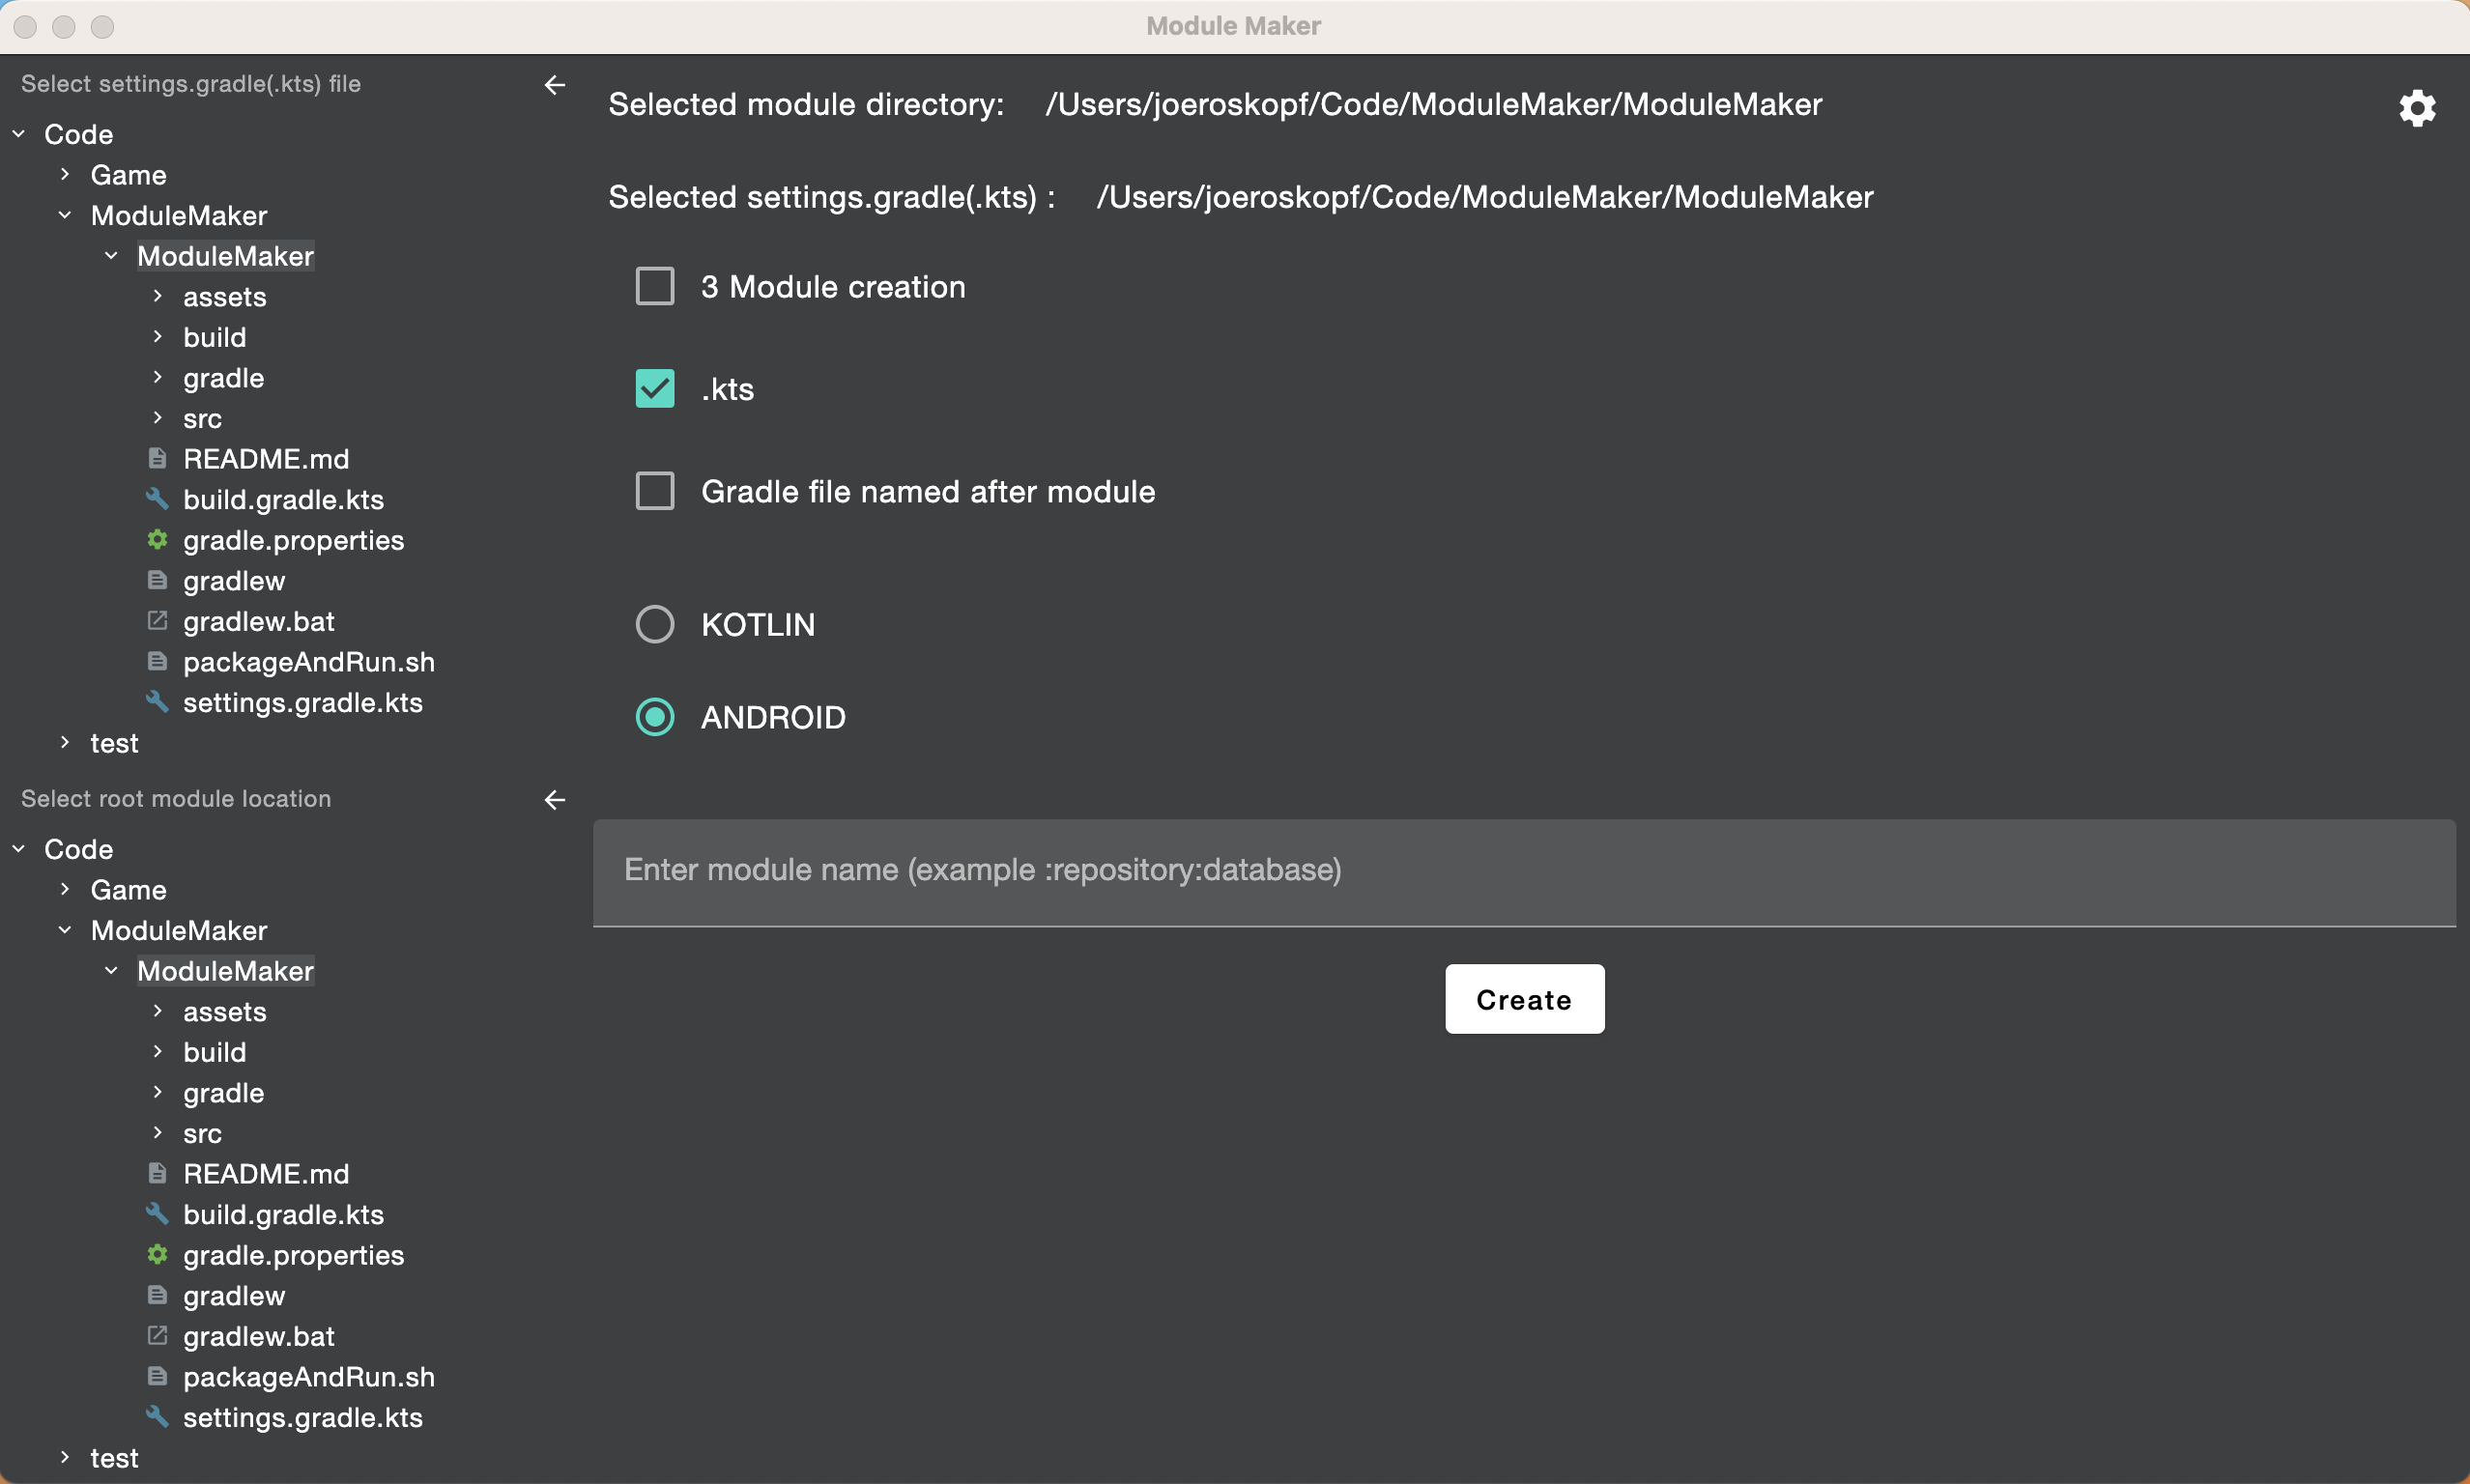 Module Maker
Select settings.gradle(.kts) file
Code
Game
ModuleMaker
ModuleMaker
assets
build
gradle
src
README.md
build.gradle.kts
gradle.properties
gradlew
gradlew.bat
packageAndRun.sh
settings.gradle.kts
test
Select root module location
Code
Game
ModuleMaker
ModuleMaker
assets
build
gradle
src
README.md
build.gradle.kts
gradle.properties
gradlew
gradlew.bat
packageAndRun.sh
settings.gradle.kts
test
Selected module directory: /Users/joeroskopf/Code/ModuleMaker/ModuleMaker
Selected settings.gradle(.kts) : /Users/joeroskopf/Code/ModuleMaker/ModuleMaker
3 Module creation
.kts
Gradle file named after module
KOTLIN
ANDROID
Enter module name (example :repository:database)
Create